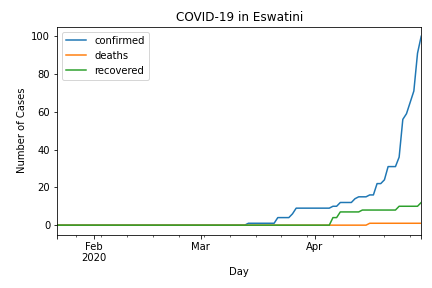 COVID-19 in Eswatini
100
80
60
40
20
0
Number of Cases
confirmed
deaths
recovered
Feb
2020
Mar
Apr
Day